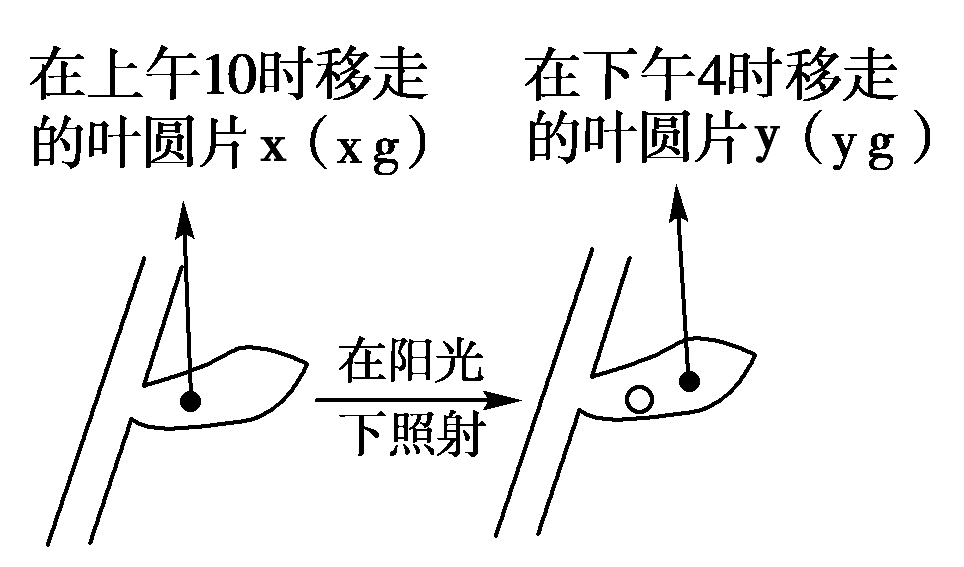 在上午10时移走
的叶圆片x（x g）
在下午4时移走
的叶圆片y（y g）
在阳光
下照射